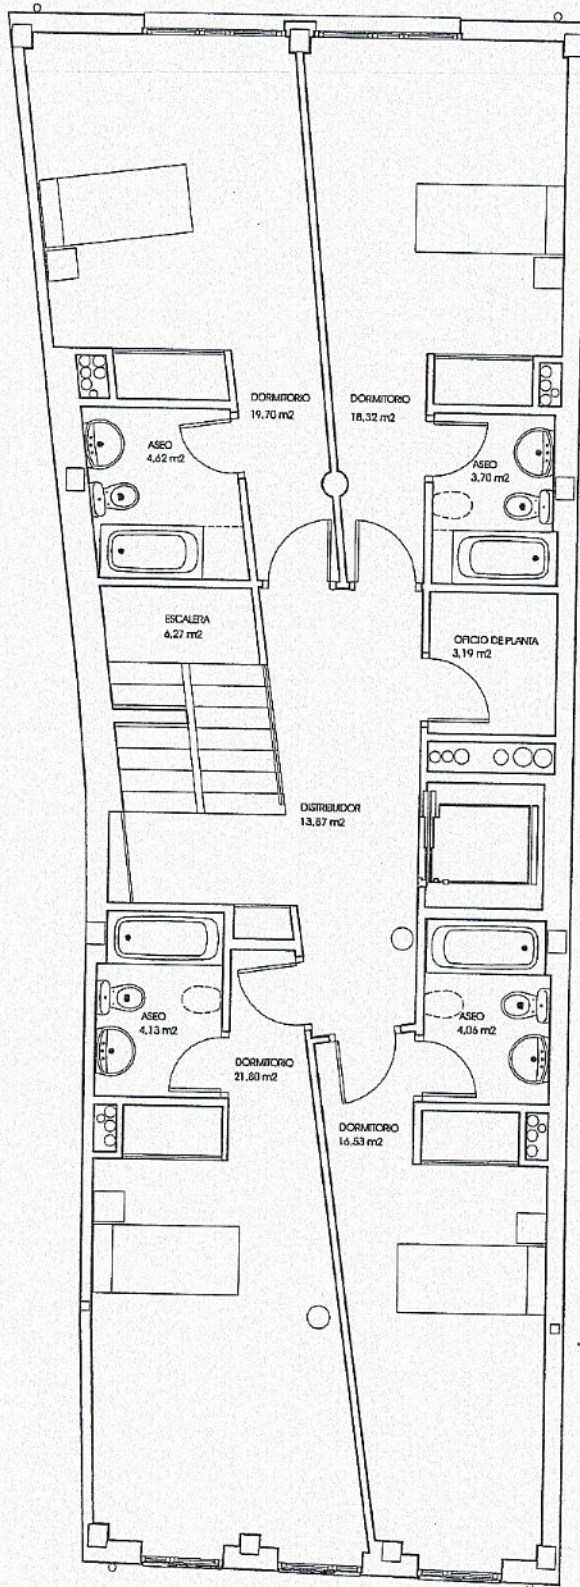 DORMITORIO
19,70 m2
DORMITORIO
18,32 m2
ASEO
4,62 m2
ASEO
3,70 m2
ESCALERA
6,27 m2
OFICIO DE PLANTA
3,19 m2
DISTRIBUIDOR
13,87 m2
ASEO
4,13 m2
ASEO
4,06 m2
DORMITORIO
21,80 m2
DORMITORIO
16,53 m2